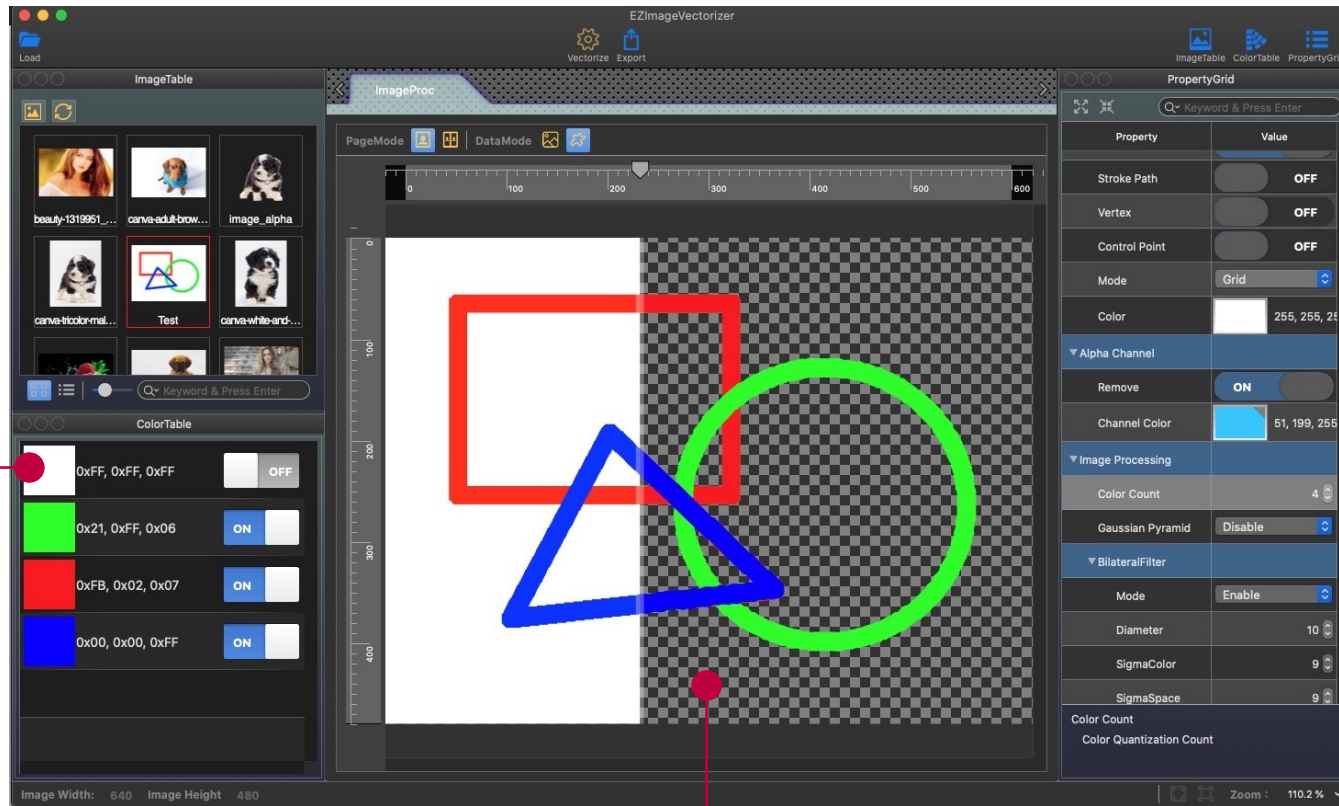 EZImageVectorizer
Load
Vectorize Export
ImageTable ColorTable PropertyGri
ImageTable
beauty-1319951_... canva-adult-brow... image_alpha
canva-tricolor-mal... Test canva-white-and-...
Keyword & Press Enter
ColorTable
0xFF, 0xFF, 0xFF OFF
0x21, 0xFF, 0x06 ON
0xFB, 0x02, 0x07 ON
0x00, 0x00, 0xFF ON
ImageProc
PageMode DataMode
0 100 200 300 400 500 600
0
100
200
300
400
PropertyGrid
Keyword & Press Enter
Property Value
Stroke Path OFF
Vertex OFF
Control Point OFF
Mode Grid
Color 255, 255, 25
Alpha Channel
Remove ON
Channel Color 51, 199, 255
Image Processing
Color Count 4
Gaussian Pyramid Disable
BilateralFilter
Mode Enable
Diameter 10
SigmaColor 9
SigmaSpace 9
Color Count
Color Quantization Count
Image Width: 640 Image Height 480
Zoom : 110.2 %